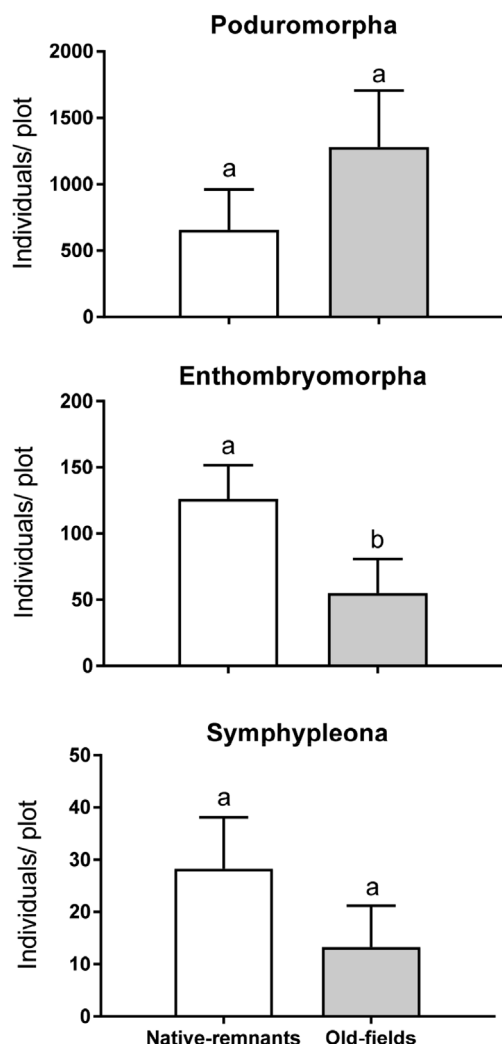 Poduromorpha
Individuals/ plot
2000
1500
1000
500
0
a
a
Enthombryomorpha
Individuals/ plot
200
150
100
50
0
a
b
Symphypleona
Individuals/ plot
50
40
30
20
10
0
a
a
Native-remnants Old-fields